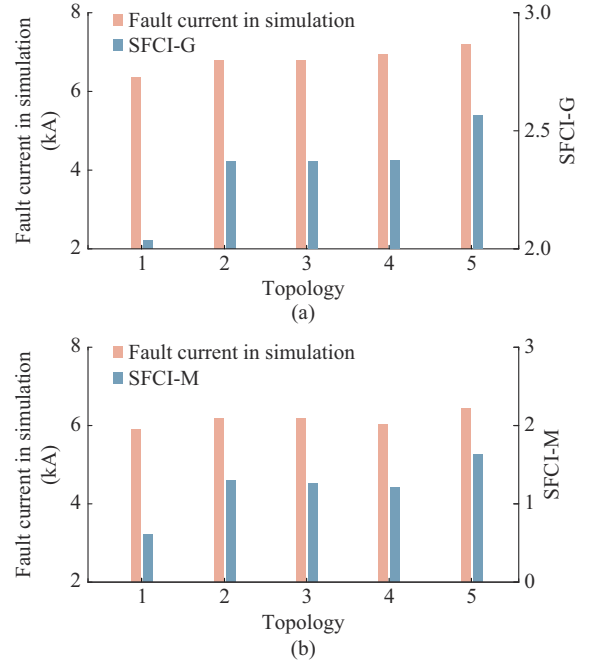 8
3.0
Fault current in simulation
SFCI-G
6
2.5
4
2
2.0
Fault current in simulation
(kA)
SFCI-G
1 2 3 4 5
Topology
(a)
8
3
Fault current in simulation
SFCI-M
6
2
4
1
2
0
Fault current in simulation
(kA)
SFCI-M
1 2 3 4 5
Topology
(b)